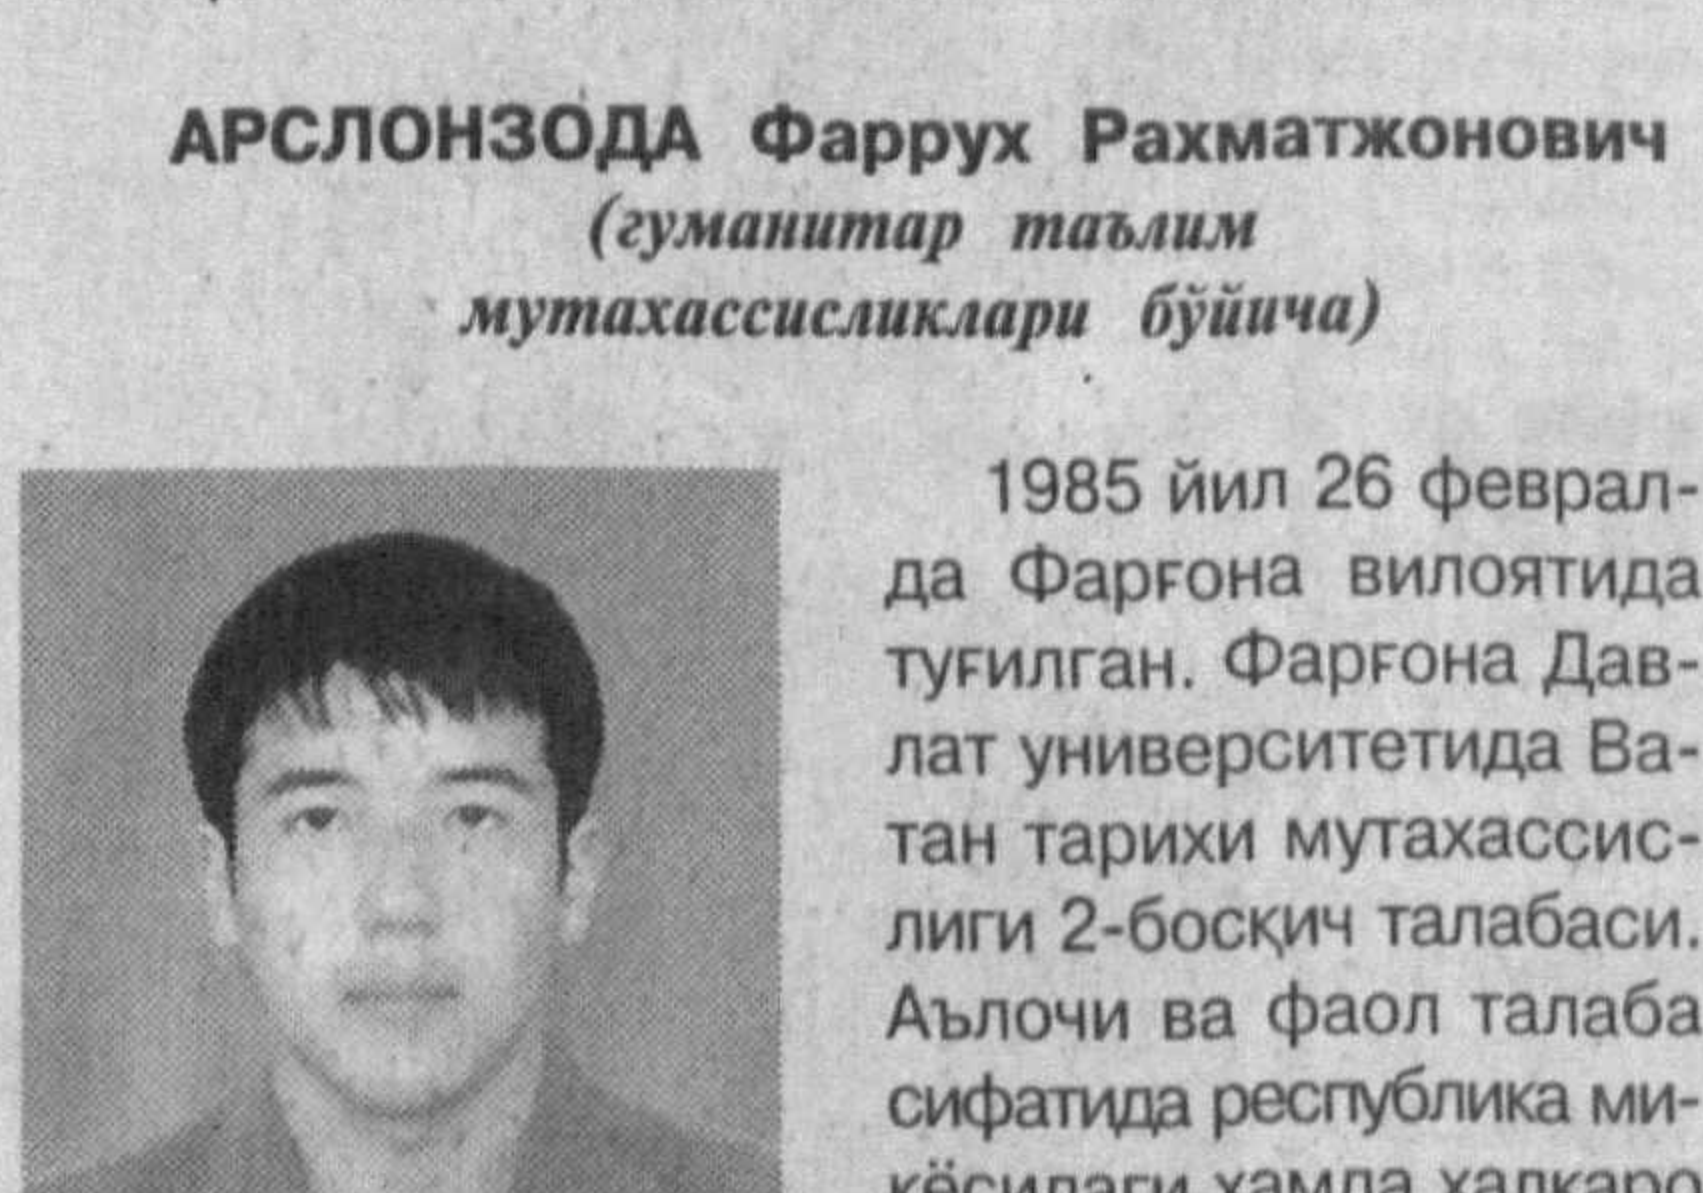 АРСЛОНЗОДА Фаррух Рахматжонович
(гуманитар таълим
мутахассисликлари бўйича)
1985 йил 26 феврал-
да Фарғона вилоятида
туғилган. Фарғона Дав-
лат университетида Ва-
тан тарихи мутахассис-
лиги 2-босқич талабаси.
Аълочи ва фаол талаба
сифатида республика ми-